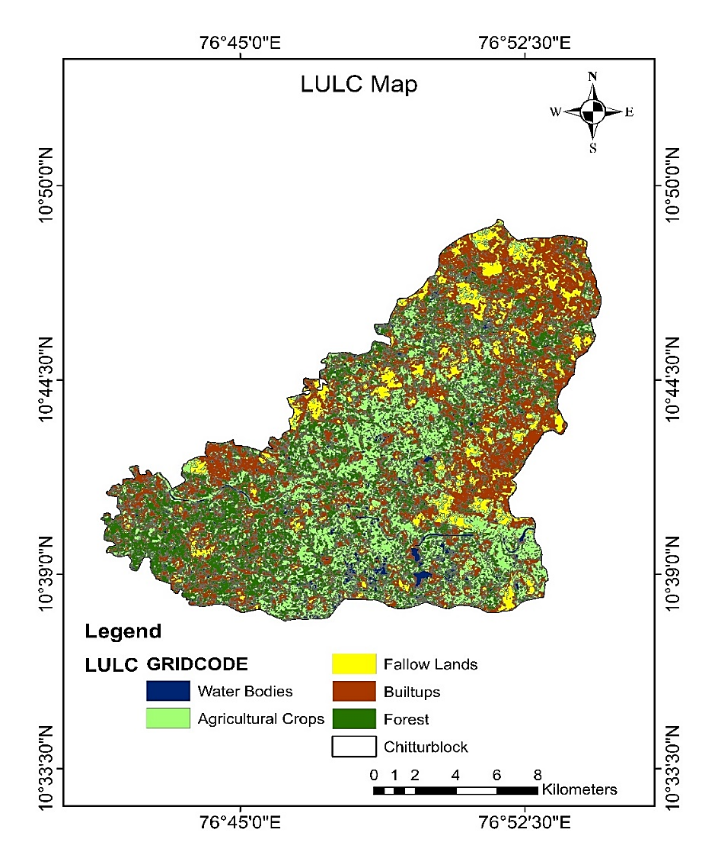 76°45'0"E 76°52'30"E
LULC Map
N
W E
S
10°50'0"N 10°50'0"N
10°44'30"N 10°44'30"N
10°39'0"N 10°39'0"N
Legend
LULC GRIDCODE
Water Bodies
Agricultural Crops
Fallow Lands
Builtups
Forest
Chitturblock
0 1 2 4 6 8
Kilometers
10°33'30"N 10°33'30"N
76°45'0"E 76°52'30"E